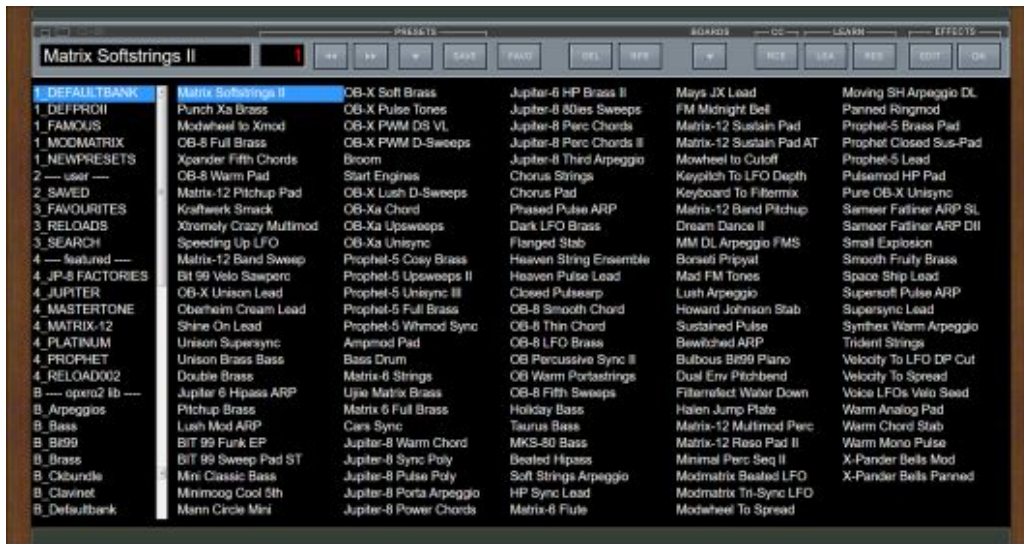 PRESETS
BOARDS
CC
LEARN
EFFECTS
Matrix Softstrings II
1
SAVE
FAVO
DEL
EDIT
ON
1_DEFAULTBANK
1_DEFPROII
1_FAMOUS
1_MODMATRIX
1_NEWPRESETS
2 ---- user ----
2_SAVED
3_FAVOURITES
3_RELOADS
3_SEARCH
4 ---- featured ----
4_JP-8 FACTORIES
4_JUPITER
4_MASTERTONE
4_MATRIX-12
4_PLATINUM
4_PROPHET
4_RELOAD002
B ---- opxro2 lib ----
B_Arpeggios
B_Bass
B_Bit99
B_Brass
B_Ckbundle
B_Clavinet
B_Defaultbank
Matrix Softstrings II
Punch Xa Brass
Modwheel to Xmod
OB-8 Full Brass
Xpander Fifth Chords
OB-8 Warm Pad
Matrix-12 Pitchup Pad
Kraftwerk Smack
Xtremely Crazy Multimod
Speeding Up LFO
Matrix-12 Band Sweep
Bit 99 Velo Sawperc
OB-X Unison Lead
Oberheim Cream Lead
Shine On Lead
Unison Supersync
Unison Brass Bass
Double Brass
Jupiter 6 Hipass ARP
Pitchup Brass
Lush Mod ARP
BIT 99 Funk EP
BIT 99 Sweep Pad ST
Mini Classic Bass
Minimoog Cool 5th
Mann Circle Mini
OB-X Soft Brass
OB-X Pulse Tones
OB-X PWM DS VL
OB-X PWM D-Sweeps
Broom
Start Engines
OB-X Lush D-Sweeps
OB-Xa Chord
OB-Xa Upsweeps
OB-Xa Unisync
Prophet-5 Cosy Brass
Prophet-5 Upsweeps II
Prophet-5 Unisync III
Prophet-5 Full Brass
Prophet-5 Whmod Sync
Ampmod Pad
Bass Drum
Matrix-6 Strings
Ujie Matrix Brass
Matrix 6 Full Brass
Cars Sync
Jupiter-8 Warm Chord
Jupiter-8 Sync Poly
Jupiter-8 Pulse Poly
Jupiter-8 Porta Arpeggio
Jupiter-8 Power Chords
Jupiter-6 HP Brass II
Jupiter-8 80ies Sweeps
Jupiter-8 Perc Chords
Jupiter-8 Perc Chords II
Jupiter-8 Third Arpeggio
Chorus Strings
Chorus Pad
Phased Pulse ARP
Dark LFO Brass
Flanged Stab
Heaven String Ensemble
Heaven Pulse Lead
Closed Pulsearp
OB-8 Smooth Chord
OB-8 Thin Chord
OB-8 LFO Brass
OB Percussive Sync II
OB Warm Portastrings
OB-8 Fifth Sweeps
Holiday Bass
Taurus Bass
MKS-80 Bass
Beated Hipass
Soft Strings Arpeggio
HP Sync Lead
Matrix-6 Flute
Mays JX Lead
FM Midnight Bell
Matrix-12 Sustain Pad
Matrix-12 Sustain Pad AT
Mowheel to Cutoff
Keypitch To LFO Depth
Keyboard To Filtermix
Matrix-12 Band Pitchup
Dream Dance II
MM DL Arpeggio FMS
Borseti Pripyat
Mad FM Tones
Lush Arpeggio
Howard Johnson Stab
Sustained Pulse
Bewitched ARP
Bulbous Bit99 Piano
Dual Env Pitchbend
Filterrefect Water Down
Halen Jump Plate
Matrix-12 Multimod Perc
Matrix-12 Reso Pad II
Minimal Perc Seq II
Modmatrix Beated LFO
Modmatrix Tri-Sync LFO
Modwheel To Spread
Moving SH Arpeggio DL
Panned Ringmod
Prophet-5 Brass Pad
Prophet Closed Sus-Pad
Prophet-5 Lead
Pulsemod HP Pad
Pure OB-X Unisync
Sameer Fatliner ARP SL
Sameer Fatliner ARP DII
Small Explosion
Smooth Fruity Brass
Space Ship Lead
Supersoft Pulse ARP
Supersync Lead
Synthex Warm Arpeggio
Trident Strings
Velocity To LFO DP Cut
Velocity To Spread
Voice LFOs Velo Seed
Warm Analog Pad
Warm Chord Stab
Warm Mono Pulse
X-Pander Bells Mod
X-Pander Bells Panned